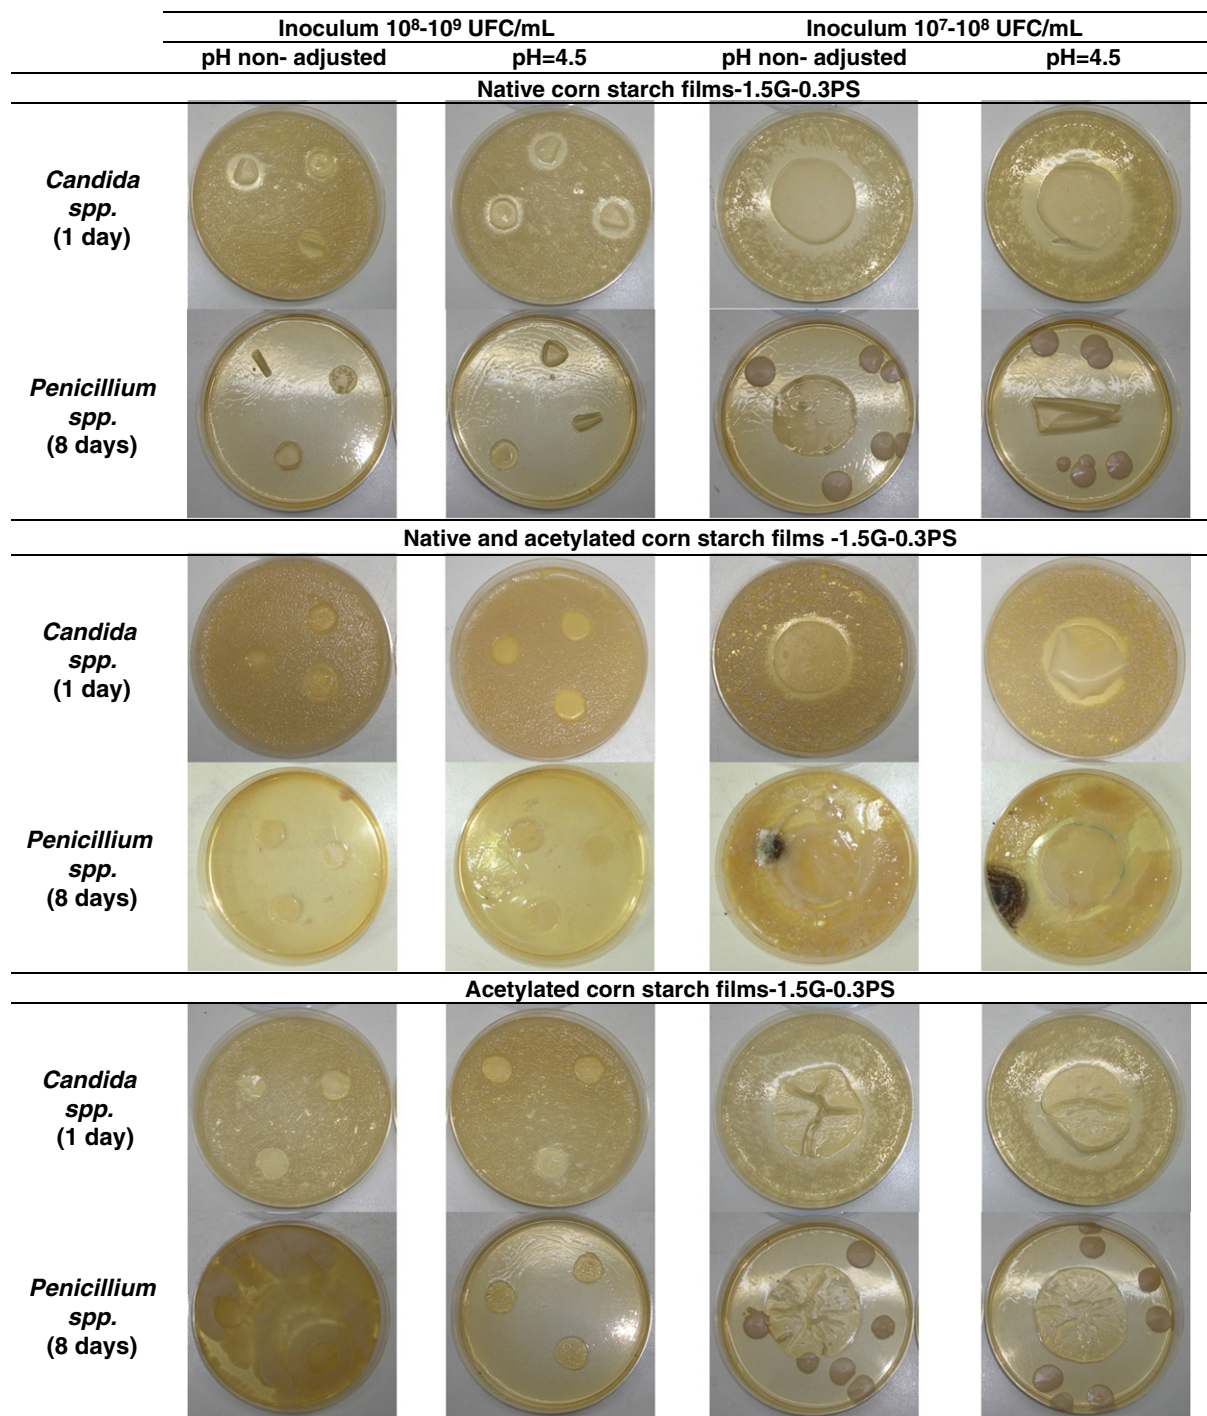 Inoculum 10⁸-10⁹ UFC/mL Inoculum 10⁷-10⁸ UFC/mL
pH non- adjusted pH=4.5 pH non- adjusted pH=4.5
Native corn starch films-1.5G-0.3PS
Candida
spp.
(1 day)
Penicillium
spp.
(8 days)
Native and acetylated corn starch films -1.5G-0.3PS
Candida
spp.
(1 day)
Penicillium
spp.
(8 days)
Acetylated corn starch films-1.5G-0.3PS
Candida
spp.
(1 day)
Penicillium
spp.
(8 days)